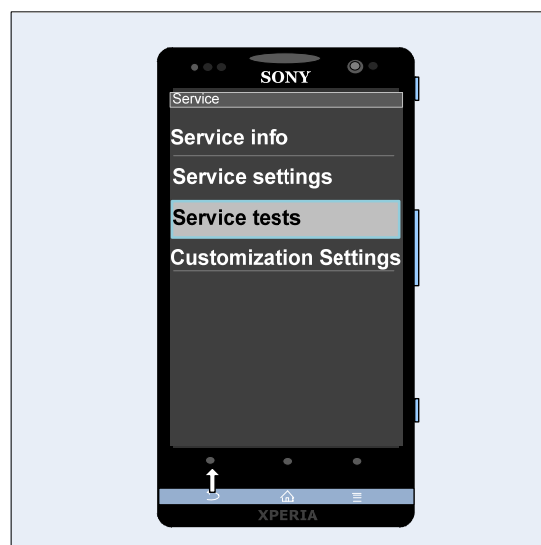 SONY
Service
Service info
Service settings
Service tests
Customization Settings
XPERIA